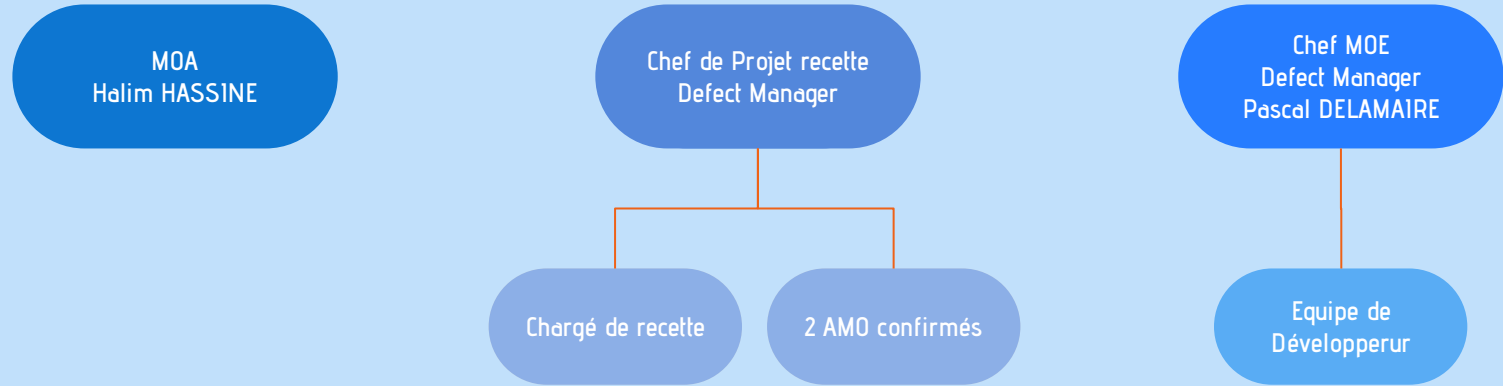 MOA
Halim HASSINE
Chef de Projet recette
Defect Manager
Chef MOE
Defect Manager
Pascal DELAMAIRE
Chargé de recette
2 AMO confirmés
Equipe de
Développerur